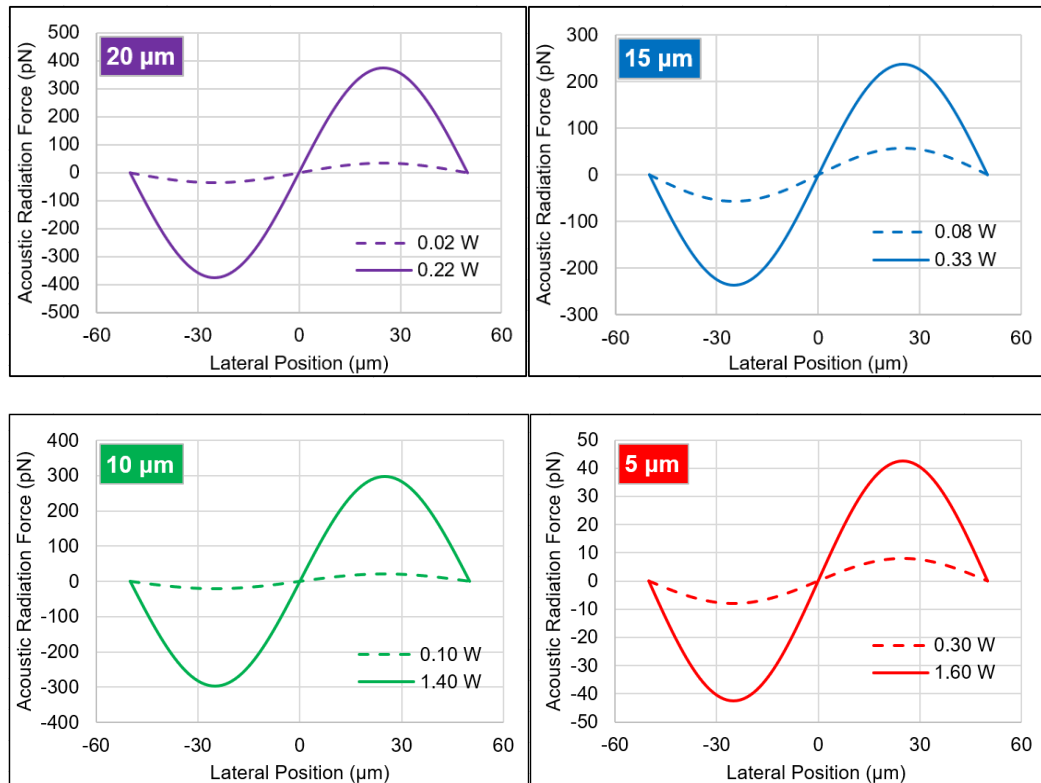 20 µm
Acoustic Radiation Force (pN)
500
400
300
200
100
0
-100
-200
-300
-400
-500
-60
-30
0
30
60
Lateral Position (µm)
0.02 W
0.22 W
15 µm
Acoustic Radiation Force (pN)
300
200
100
0
-100
-200
-300
-60
-30
0
30
60
Lateral Position (µm)
0.08 W
0.33 W
10 µm
Acoustic Radiation Force (pN)
400
300
200
100
0
-100
-200
-300
-400
-60
-30
0
30
60
Lateral Position (µm)
0.10 W
1.40 W
5 µm
Acoustic Radiation Force (pN)
50
40
30
20
10
0
-10
-20
-30
-40
-50
-60
-30
0
30
60
Lateral Position (µm)
0.30 W
1.60 W